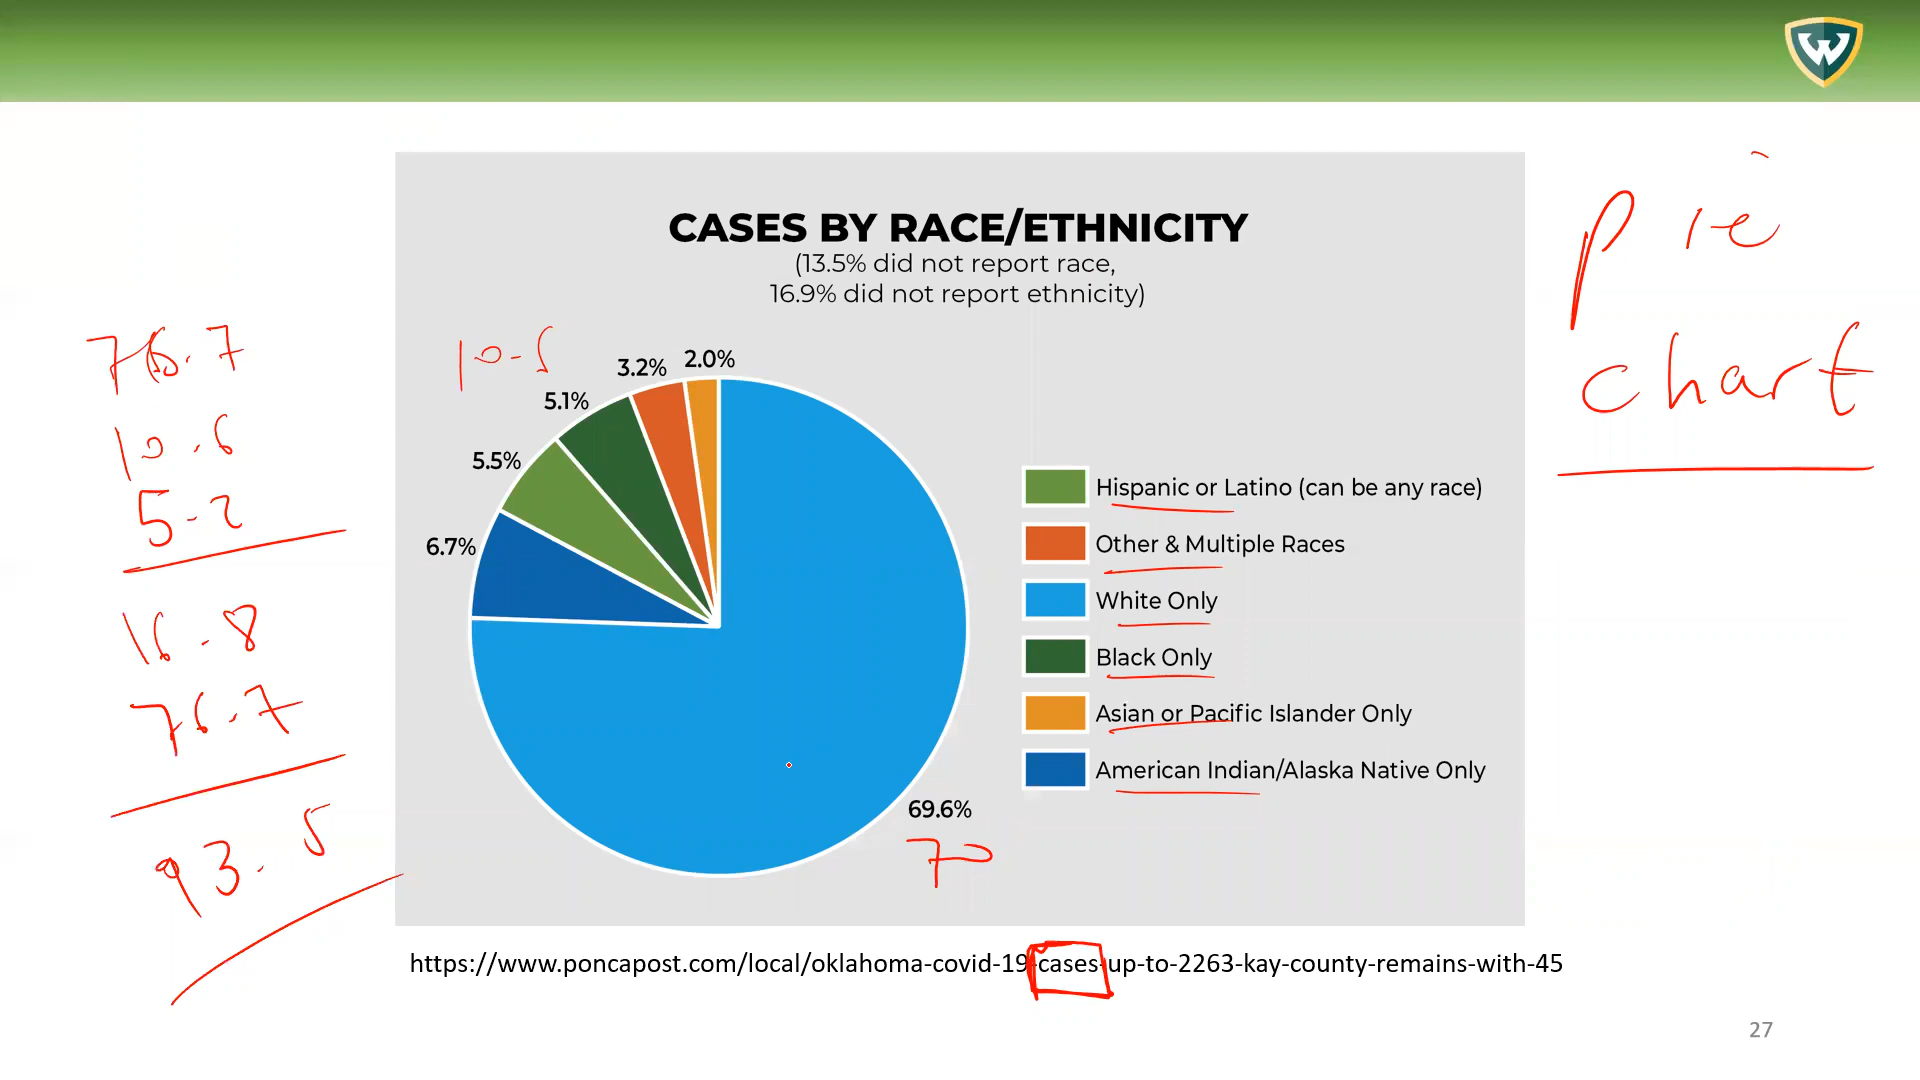 W
CASES BY RACE/ETHNICITY
(13.5% did not report race,
16.9% did not report ethnicity)
pie
chart
76.7
10.6
5.2
16.8
76.7
93.5
10.5
2.0%
3.2%
5.1%
5.5%
6.7%
69.6%
70
Hispanic or Latino (can be any race)
Other & Multiple Races
White Only
Black Only
Asian or Pacific Islander Only
American Indian/Alaska Native Only
https://www.poncapost.com/local/oklahoma-covid-19-cases-up-to-2263-kay-county-remains-with-45
27